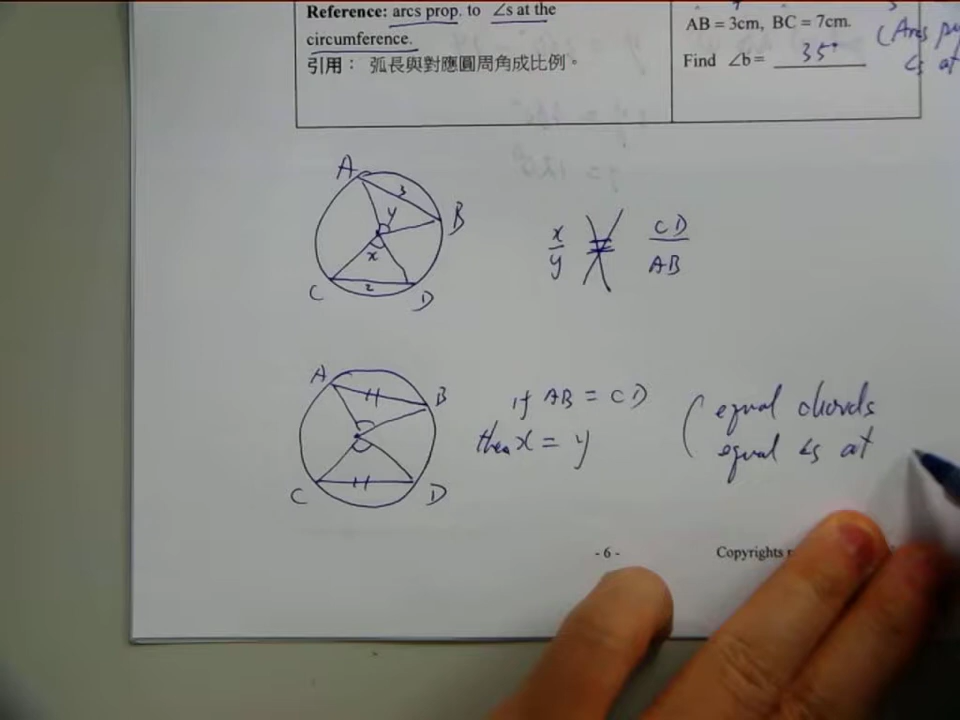 Reference: arcs prop. to ∠s at the
circumference.
引用： 弧長與對應圓周角成比例。
AB = 3cm, BC = 7cm.
Find ∠b = 35°
(Arcs
∠s at
A
3
y
B
x
C
2
D
x/y ≠ CD/AB
A
B
C
D
if AB = CD
then x = y
(equal chords
equal ∠s at
- 6 -
Copyrights